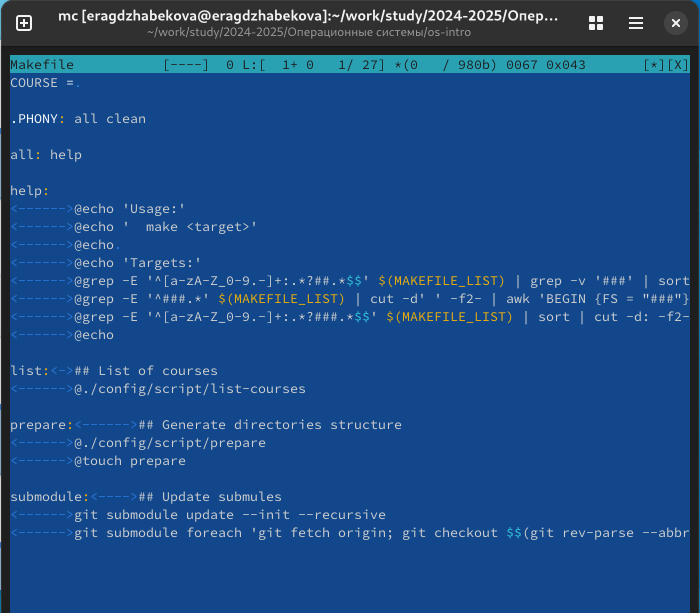 mc [eragdzhabekova@eragdzhabekova]:~/work/study/2024-2025/Опер...
~/work/study/2024-2025/Операционные системы/os-intro
Makefile [----] 0 L:[ 1+ 0 1/ 27] *(0 / 980b) 0067 0x043 [*][X]
COURSE =.
.PHONY: all clean
all: help
help:
<------>@echo 'Usage:'
<------>@echo '  make <target>'
<------>@echo.
<------>@echo 'Targets:'
<------>@grep -E '^[a-zA-Z_0-9.-]+:.*?##.*$$' $(MAKEFILE_LIST) | grep -v '###' | sort
<------>@grep -E '^###.*' $(MAKEFILE_LIST) | cut -d' ' -f2- | awk 'BEGIN {FS = "###"}
<------>@grep -E '^[a-zA-Z_0-9.-]+:.*?###.*$$' $(MAKEFILE_LIST) | sort | cut -d: -f2-
<------>@echo
list:<->## List of courses
<------>@./config/script/list-courses
prepare:<------>## Generate directories structure
<------>@./config/script/prepare
<------>@touch prepare
submodule:<---->## Update submules
<------>git submodule update --init --recursive
<------>git submodule foreach 'git fetch origin; git checkout $$(git rev-parse --abbr